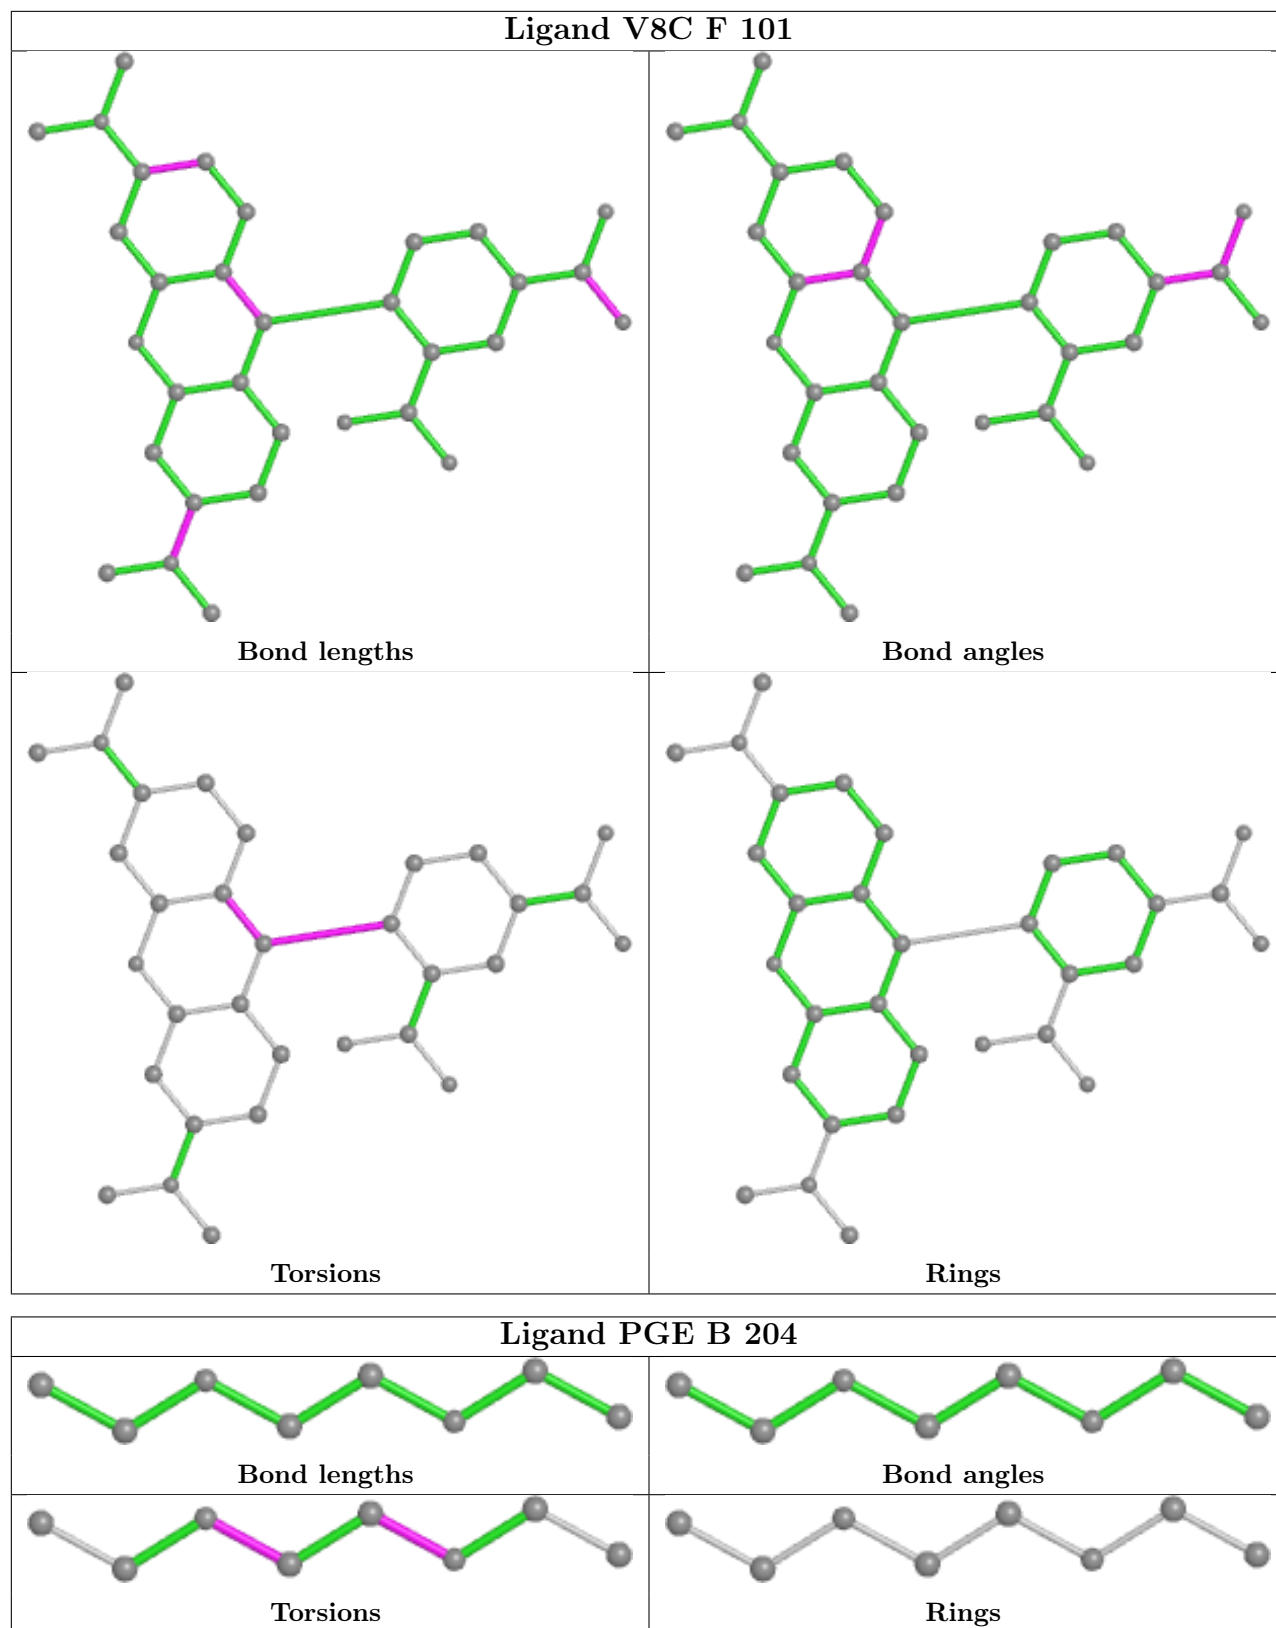 Ligand V8C F 101
Bond lengths
Bond angles
Torsions
Rings
Ligand PGE B 204
Bond lengths
Bond angles
Torsions
Rings